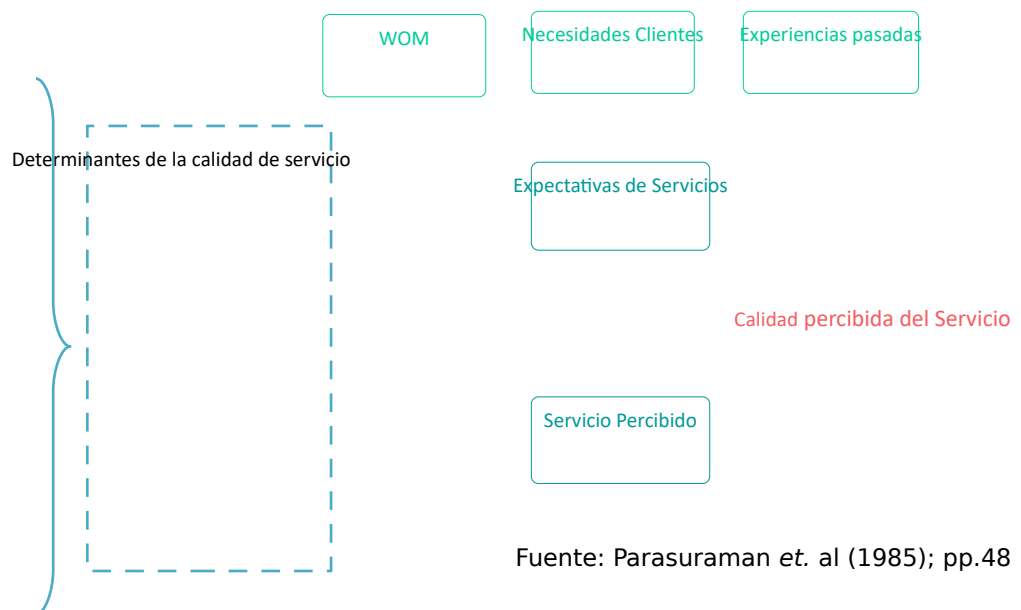 WOM
Necesidades Clientes
Experiencias pasadas
Determinantes de la calidad de servicio
Expectativas de Servicios
Calidad percibida del Servicio
Servicio Percibido
Fuente: Parasuraman et. al (1985); pp.48